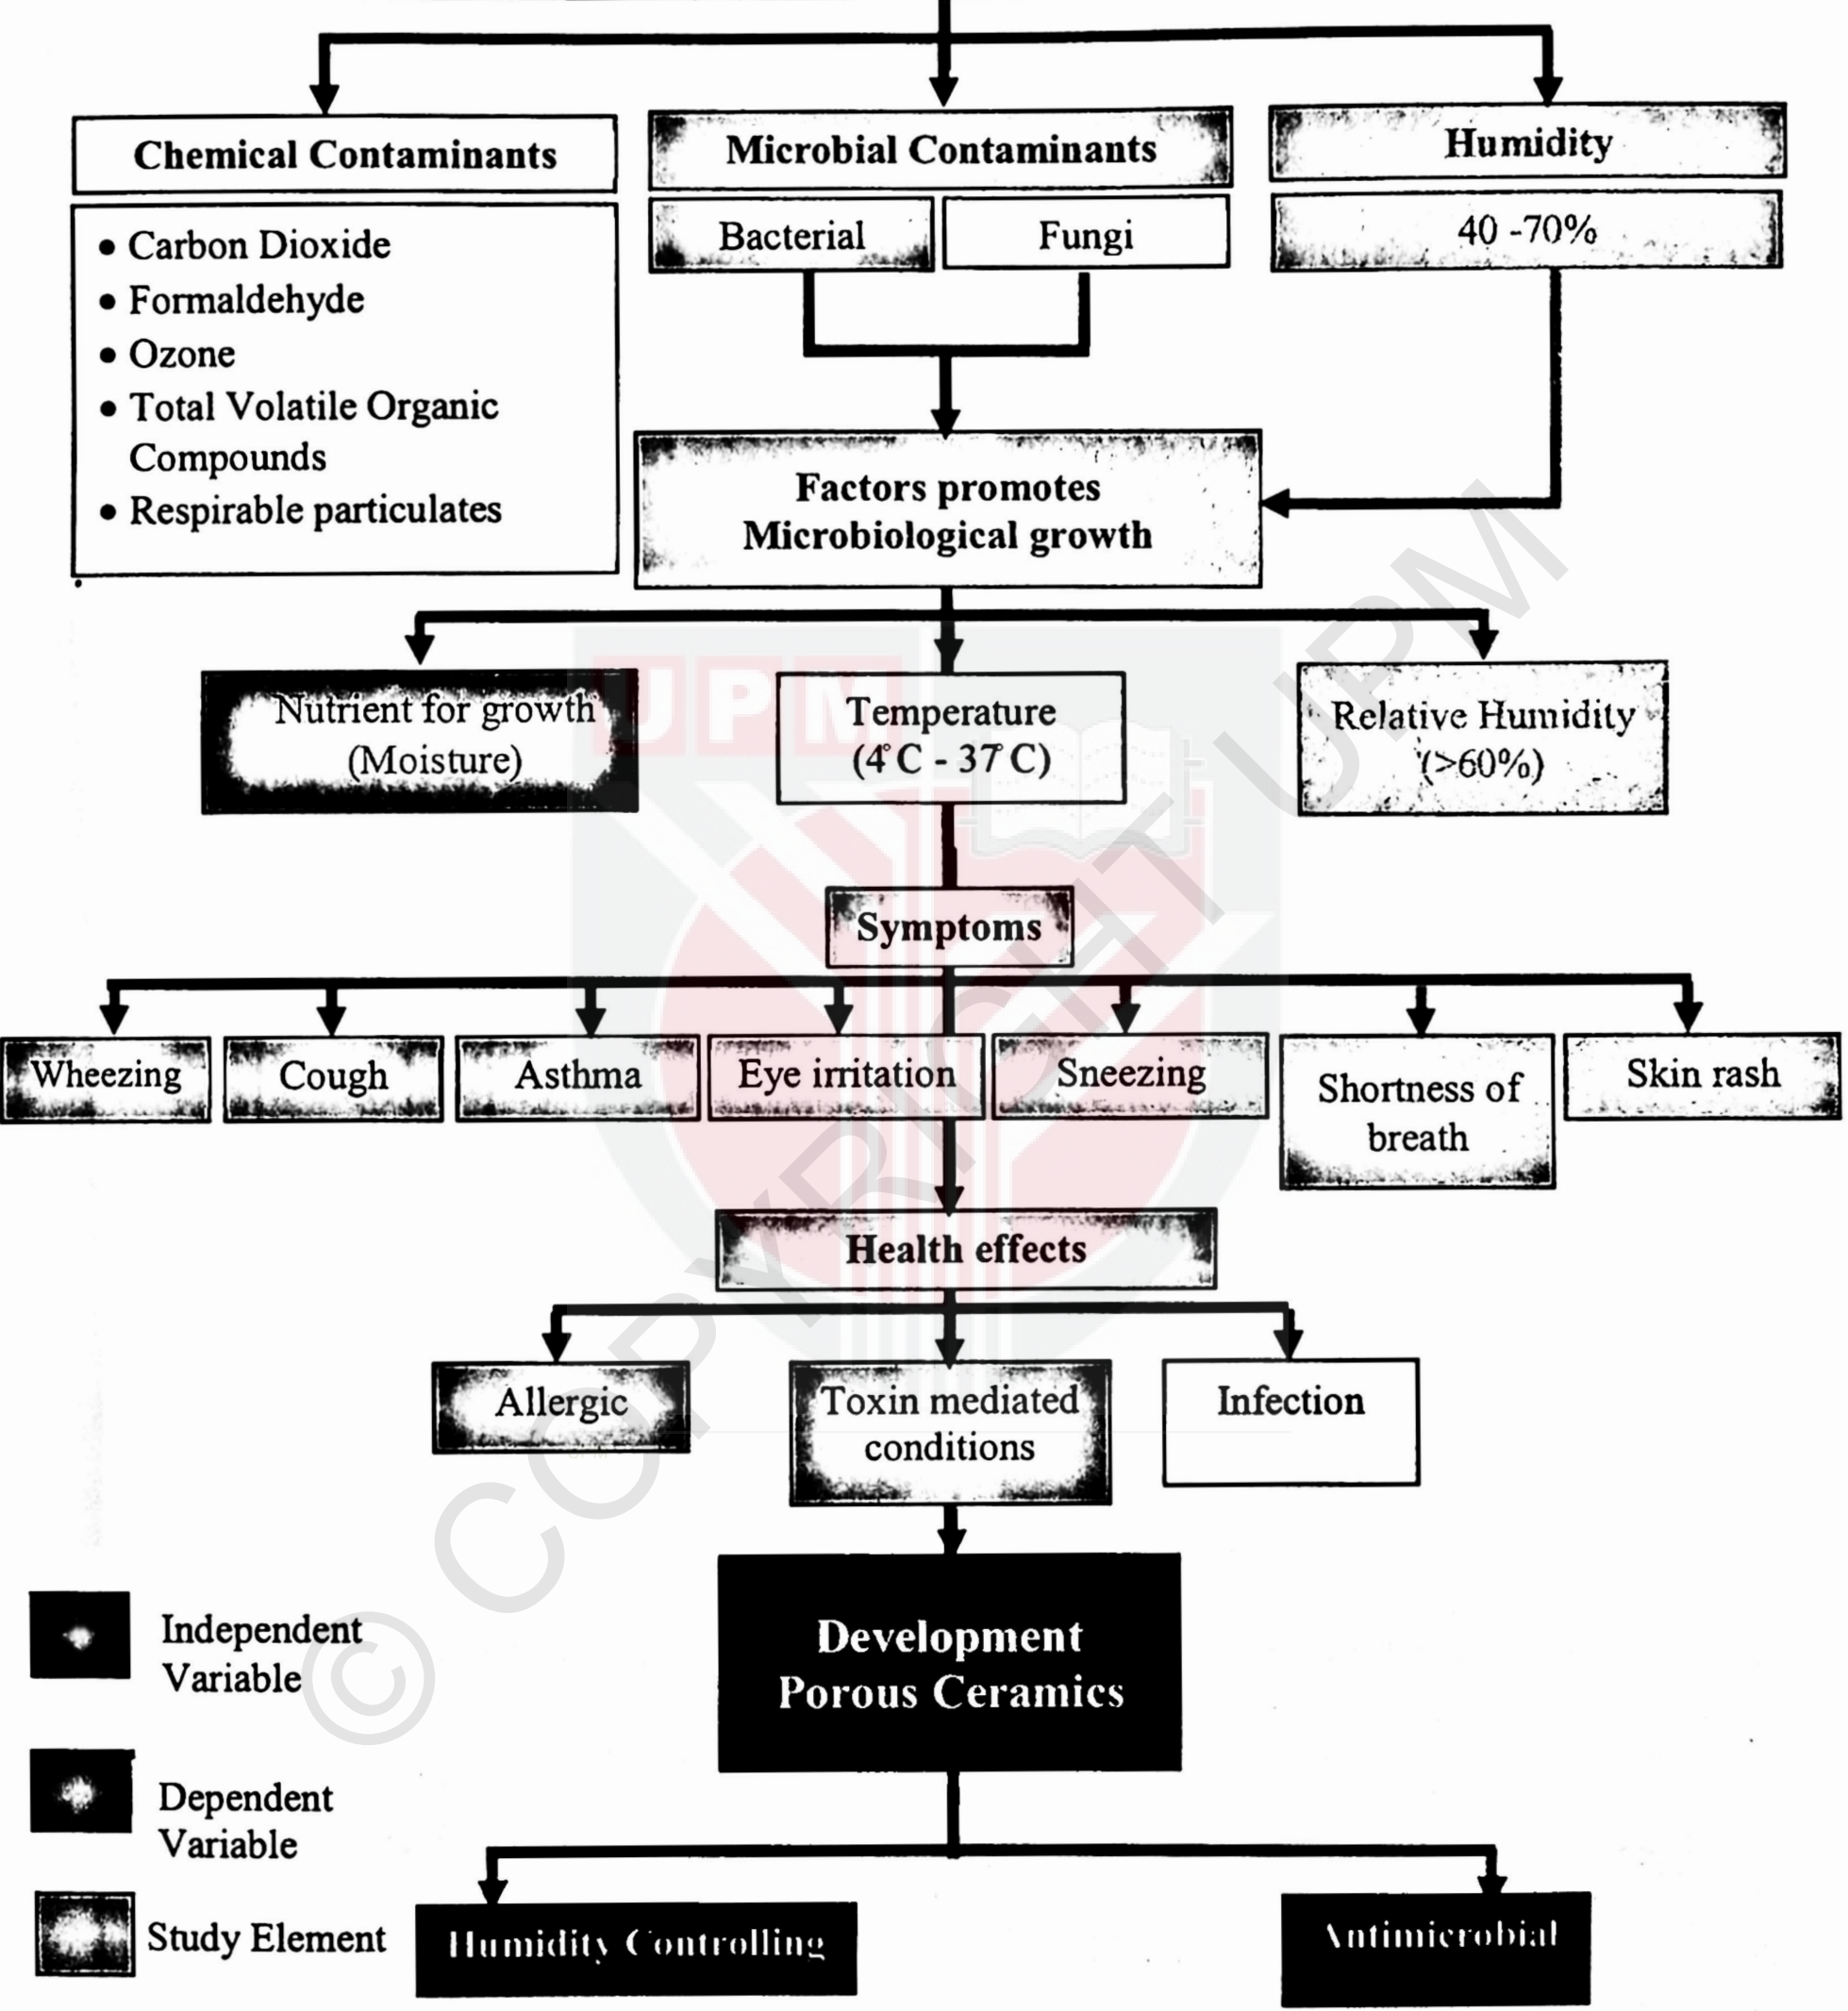 Chemical Contaminants
Microbial Contaminants
Humidity
Bacterial
Fungi
40 -70%
• Carbon Dioxide
• Formaldehyde
• Ozone
• Total Volatile Organic
Compounds
• Respirable particulates
Factors promotes
Microbiological growth
Nutrient for growth
(Moisture)
UPM
Temperature
(4°C - 37°C)
Relative Humidity
(>60%)
Symptoms
Wheezing
Cough
Asthma
Eye irritation
Sneezing
Shortness of
breath
Skin rash
Health effects
Allergic
Toxin mediated
conditions
Infection
Development
Porous Ceramics
Independent
Variable
Dependent
Variable
Study Element
Humidity Controlling
Antimicrobial
© COPYRIGHT UPM